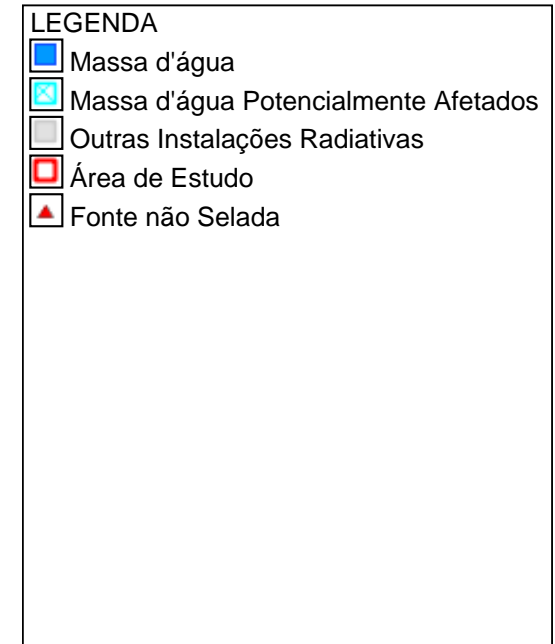 LEGENDA
Massa d'água
Massa d'água Potencialmente Afetados
Outras Instalações Radiativas
Área de Estudo
Fonte não Selada